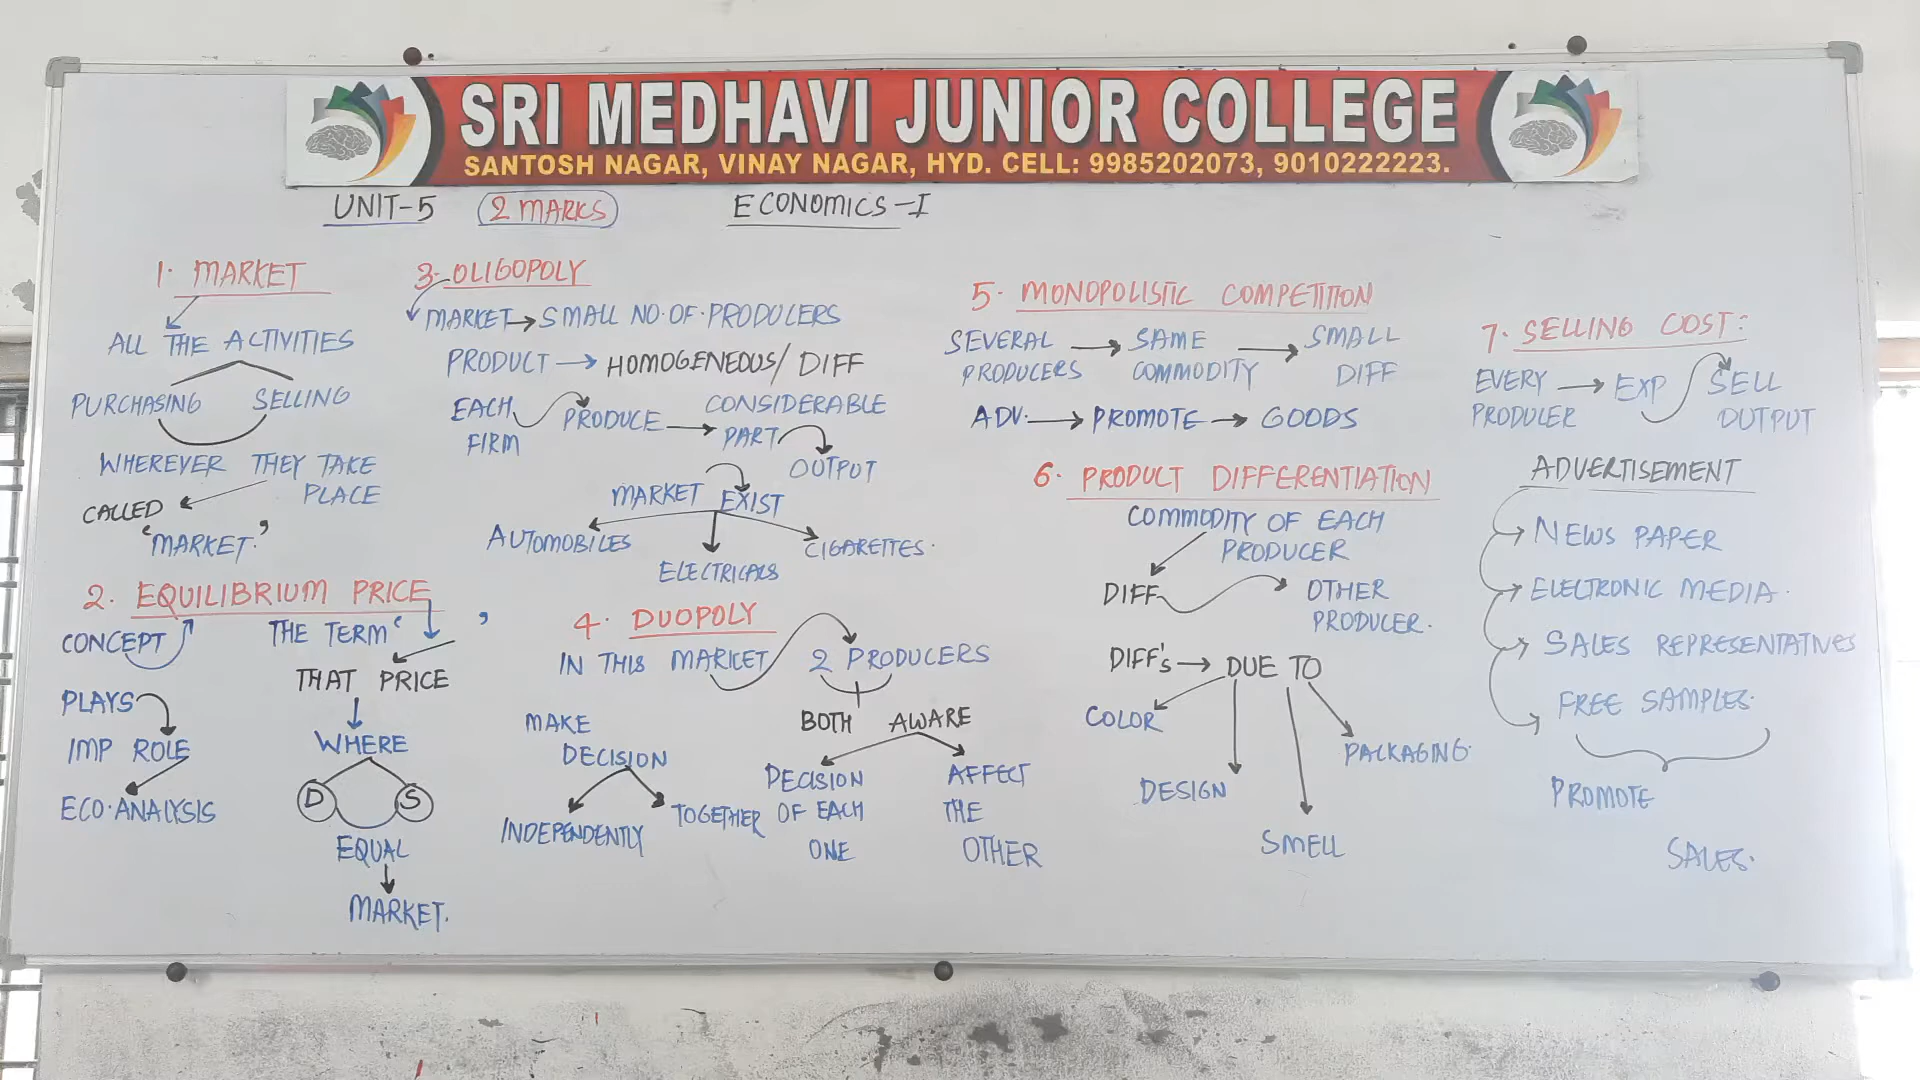 SRI MEDHAVI JUNIOR COLLEGE
SANTOSH NAGAR, VINAY NAGAR, HYD. CELL: 9985202073, 9010222223.
UNIT-5 2 MARKS ECONOMICS-I
1. MARKET
ALL THE ACTIVITIES
PURCHASING SELLING
WHEREVER THEY TAKE
PLACE
CALLED
"MARKET."
2. EQUILIBRIUM PRICE
CONCEPT
PLAYS
IMP ROLE
ECO. ANALYSIS
THE TERM ' '
THAT PRICE
WHERE
D S
EQUAL
MARKET.
3. OLIGOPOLY
MARKET → SMALL NO. OF. PRODUCERS
PRODUCT → HOMOGENEOUS / DIFF
EACH
FIRM
PRODUCE → CONSIDERABLE
PART
OUTPUT
MARKET EXIST
AUTOMOBILES
ELECTRICALS
CIGARETTES.
4. DUOPOLY
IN THIS MARKET 2 PRODUCERS
BOTH AWARE
DECISION
OF EACH
ONE
AFFECT
THE
OTHER
MAKE
DECISION
INDEPENDENTLY
TOGETHER
5. MONOPOLISTIC COMPETITION
SEVERAL → SAME → SMALL
PRODUCERS COMMODITY DIFF
ADV. → PROMOTE → GOODS
6. PRODUCT DIFFERENTIATION
COMMODITY OF EACH
PRODUCER
DIFF
OTHER
PRODUCER.
DIFF's → DUE TO
COLOR
DESIGN
SMELL
PACKAGING.
7. SELLING COST:
EVERY → EXP SELL
PRODUCER OUTPUT
ADVERTISEMENT
→ NEWS PAPER
→ ELECTRONIC MEDIA.
→ SALES REPRESENTATIVES
→ FREE SAMPLES.
PROMOTE
SALES.